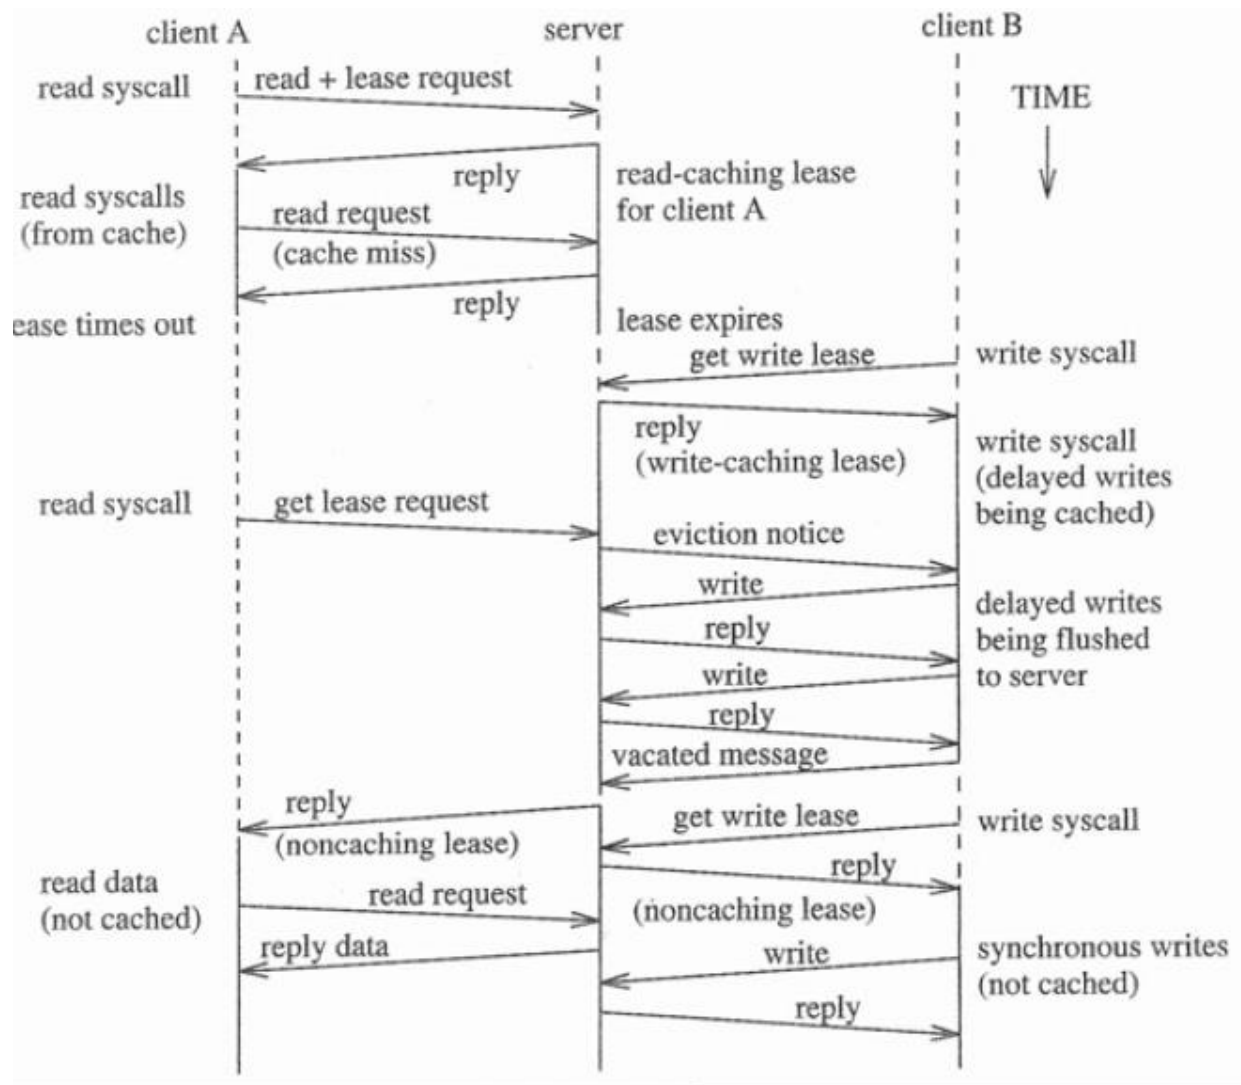 client A
server
client B
read syscall
read + lease request
TIME
reply
read-caching lease
for client A
read syscalls
(from cache)
read request
(cache miss)
reply
ease times out
lease expires
get write lease
write syscall
reply
(write-caching lease)
write syscall
(delayed writes
being cached)
read syscall
get lease request
eviction notice
write
delayed writes
being flushed
to server
reply
write
reply
vacated message
reply
(noncaching lease)
get write lease
write syscall
reply
(noncaching lease)
read data
(not cached)
read request
reply data
write
synchronous writes
(not cached)
reply